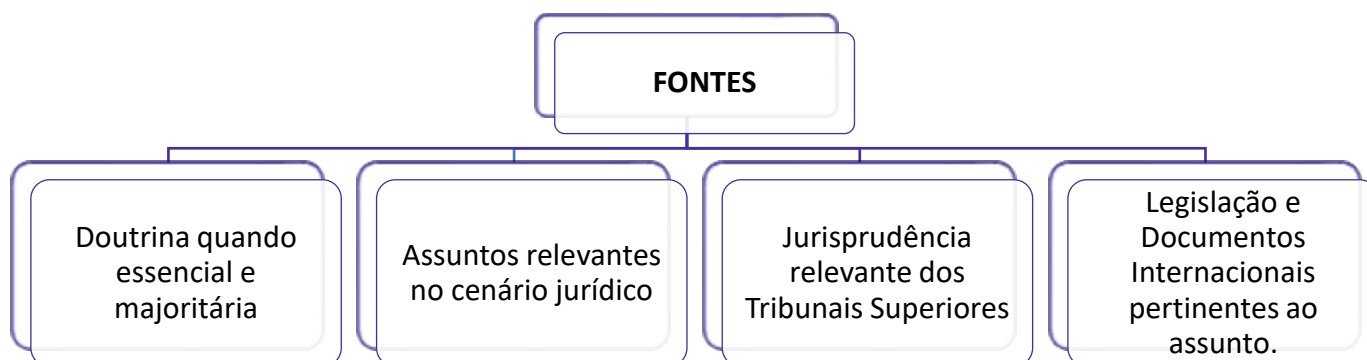 FONTES
Doutrina quando
essencial e
majoritária
Assuntos relevantes
no cenário jurídico
Jurisprudência
relevante dos
Tribunais Superiores
Legislação e
Documentos
Internacionais
pertinentes ao
assunto.